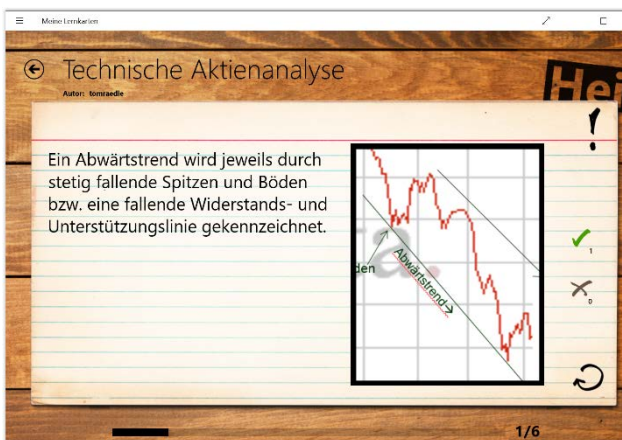 Meine Lernkarten
Technische Aktienanalyse
Autor: tomraedle
Hei
Ein Abwärtstrend wird jeweils durch
stetig fallende Spitzen und Böden
bzw. eine fallende Widerstands- und
Unterstützungslinie gekennzeichnet.
a.
den
Abwärtstrend
!
1
0
1/6